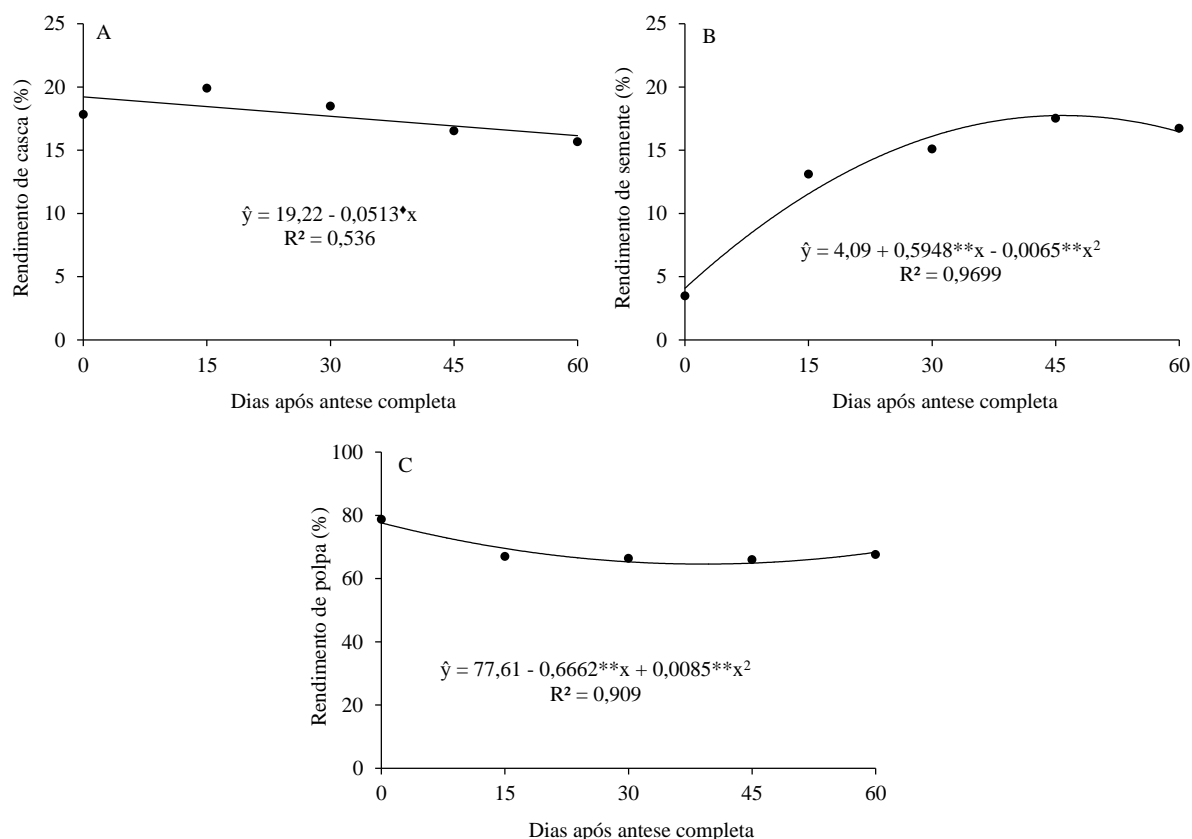 A
Rendimento de casca (%)
25
20
15
10
5
0
ŷ = 19,22 - 0,0513♦x
R² = 0,536
0 15 30 45 60
Dias após antese completa
B
Rendimento de semente (%)
25
20
15
10
5
0
ŷ = 4,09 + 0,5948**x - 0,0065**x²
R² = 0,9699
0 15 30 45 60
Dias após antese completa
C
Rendimento de polpa (%)
100
80
60
40
20
0
ŷ = 77,61 - 0,6662**x + 0,0085**x²
R² = 0,909
0 15 30 45 60
Dias após antese completa